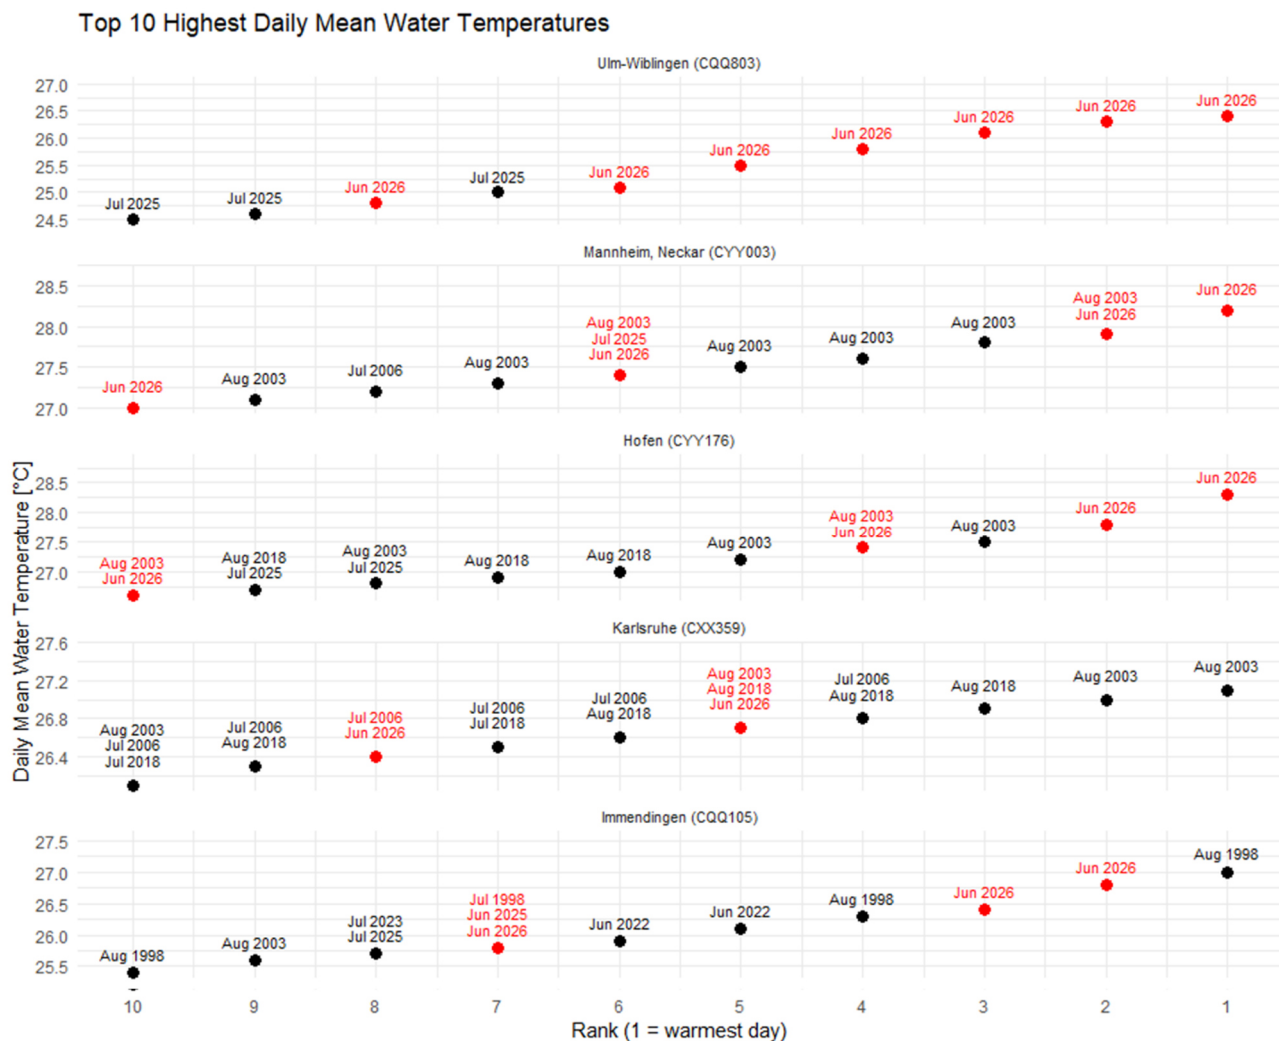 Top 10 Highest Daily Mean Water Temperatures
Daily Mean Water Temperature [°C]
Ulm-Wiblingen (CQQ803)
27.0
26.5
26.0
25.5
25.0
24.5
Jul 2025
Jul 2025
Jun 2026
Jul 2025
Jun 2026
Jun 2026
Jun 2026
Jun 2026
Jun 2026
Jun 2026
Mannheim, Neckar (CYY003)
28.5
28.0
27.5
27.0
Jun 2026
Aug 2003
Jul 2006
Aug 2003
Aug 2003
Jul 2025
Jun 2026
Aug 2003
Aug 2003
Aug 2003
Aug 2003
Jun 2026
Jun 2026
Hofen (CYY176)
28.5
28.0
27.5
27.0
Aug 2003
Jun 2026
Aug 2018
Jul 2025
Aug 2003
Jul 2025
Aug 2018
Aug 2018
Aug 2003
Aug 2003
Jun 2026
Aug 2003
Jun 2026
Jun 2026
Karlsruhe (CXX359)
27.6
27.2
26.8
26.4
Aug 2003
Jul 2006
Jul 2018
Jul 2006
Aug 2018
Jul 2006
Jun 2026
Jul 2006
Jul 2018
Jul 2006
Aug 2018
Aug 2003
Aug 2018
Jun 2026
Jul 2006
Aug 2018
Aug 2018
Aug 2003
Aug 2003
Immendingen (CQQ105)
27.5
27.0
26.5
26.0
25.5
Aug 1998
Aug 2003
Jul 2023
Jul 2025
Jul 1998
Jun 2025
Jun 2026
Jun 2022
Jun 2022
Aug 1998
Jun 2026
Jun 2026
Aug 1998
10 9 8 7 6 5 4 3 2 1
Rank (1 = warmest day)